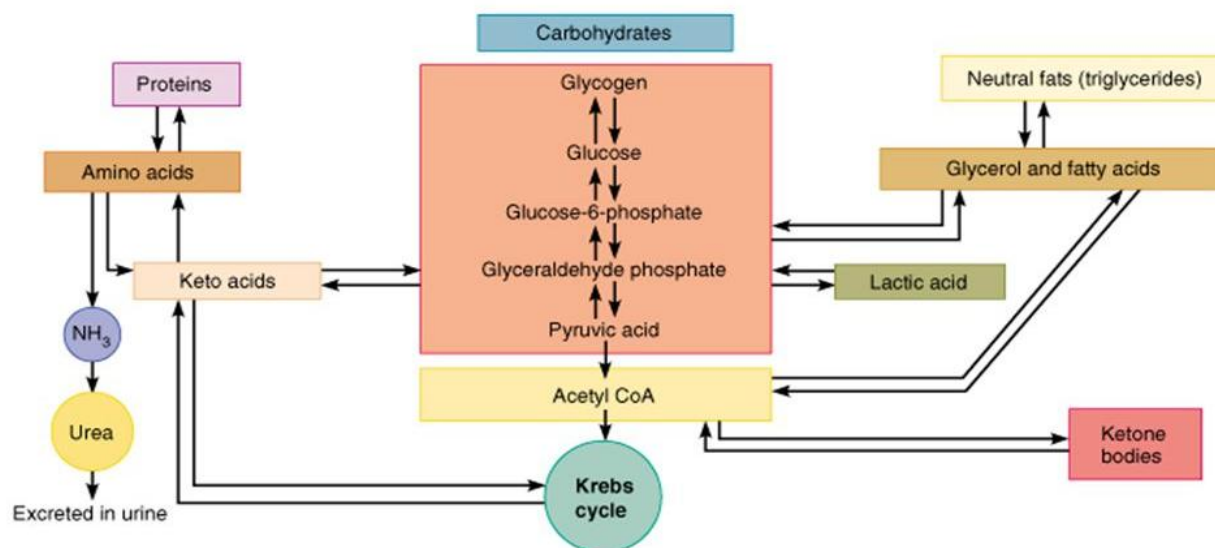 Carbohydrates
Proteins
Neutral fats (triglycerides)
Glycogen
Amino acids
Glucose
Glycerol and fatty acids
Glucose-6-phosphate
Keto acids
Glyceraldehyde phosphate
Lactic acid
NH3
Pyruvic acid
Acetyl CoA
Urea
Ketone
bodies
Krebs
cycle
Excreted in urine